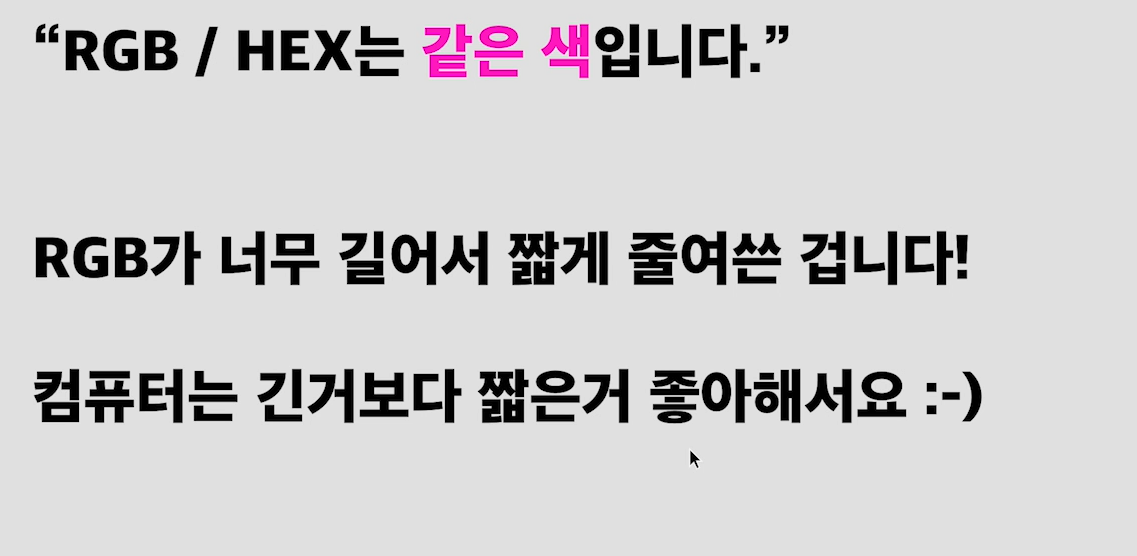 “RGB / HEX는 같은 색입니다.”
RGB가 너무 길어서 짧게 줄여쓴 겁니다!
컴퓨터는 긴거보다 짧은거 좋아해서요 :-)